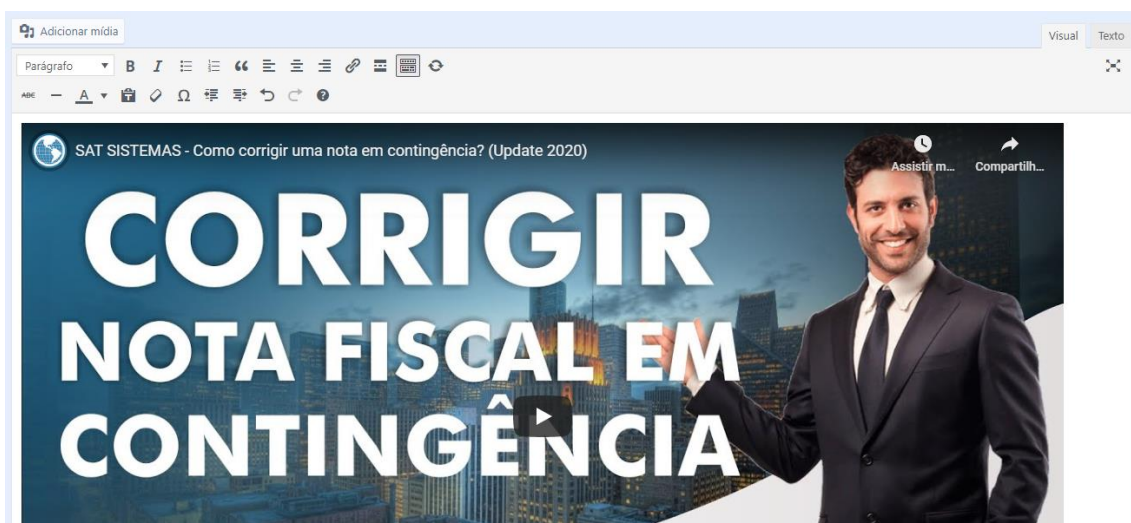 Adicionar mídia
Visual Texto
Parágrafo B I
ABC A T Ω
SAT SISTEMAS - Como corrigir uma nota em contingência? (Update 2020)
Assistir m... Compartilh...
CORRIGIR
NOTA FISCAL EM
CONTINGÊNCIA